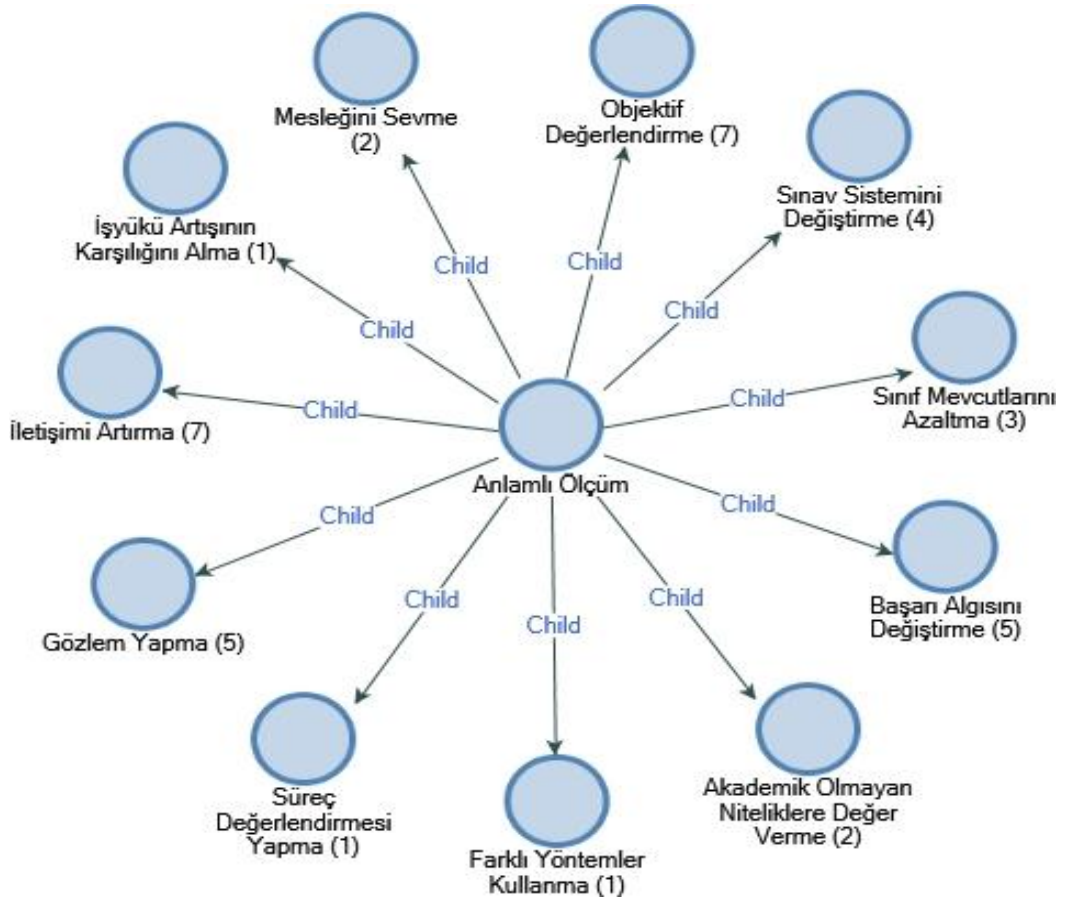 Mesleğini Sevme
(2)
Objektif
Değerlendirme (7)
Sınav Sistemini
Değiştirme (4)
İşyükü Artışının
Karşılığını Alma (1)
Child
Child
Child
Child
Sınıf Mevcutlarını
Azaltma (3)
Child
Child
İletişimi Artırma (7)
Anlamlı Ölçüm
Child
Child
Başarı Algısını
Değiştirme (5)
Gözlem Yapma (5)
Child
Child
Child
Süreç
Değerlendirmesi
Yapma (1)
Farklı Yöntemler
Kullanma (1)
Akademik Olmayan
Niteliklere Değer
Verme (2)